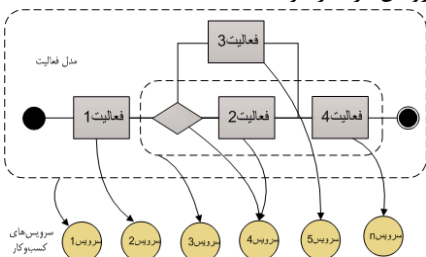 فعالیت3
مدل فعالیت
فعالیت1
فعالیت2
فعالیت4
سرویس‌های
کسب‌وکار
سرویس1
سرویس2
سرویس3
سرویس4
سرویس5
سرویسn